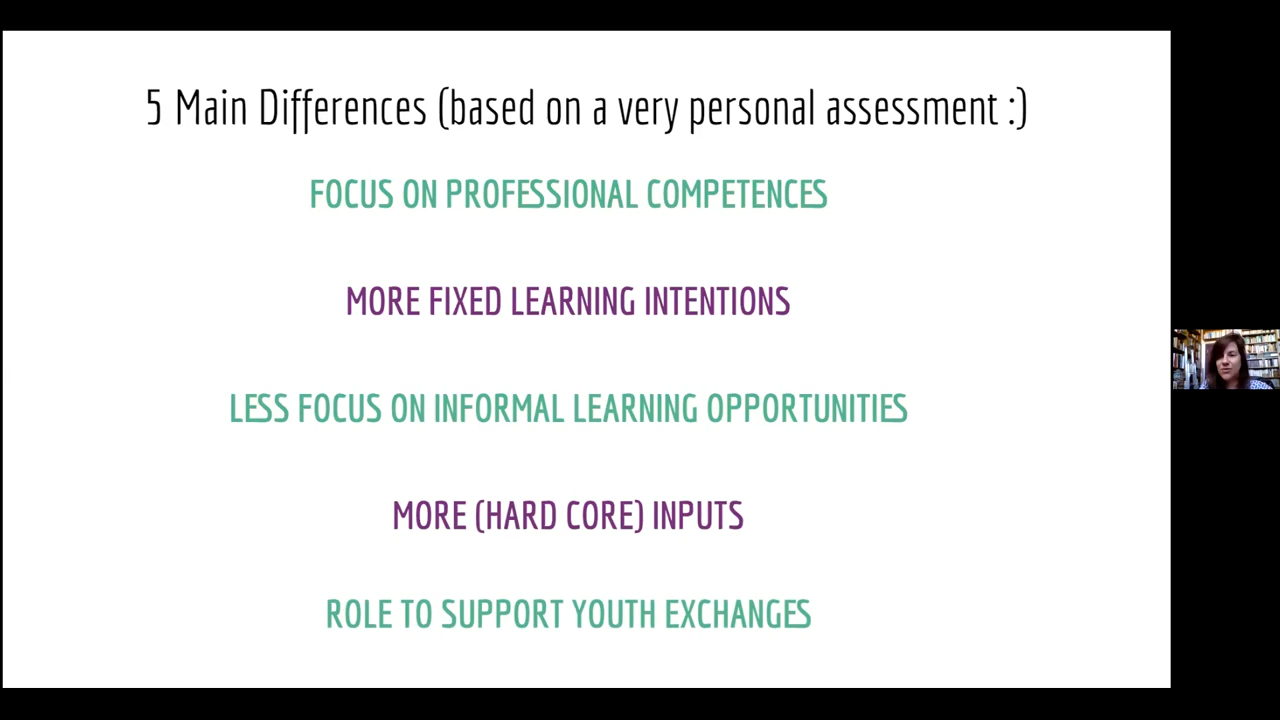 5 Main Differences (based on a very personal assessment :)
FOCUS ON PROFESSIONAL COMPETENCES
MORE FIXED LEARNING INTENTIONS
LESS FOCUS ON INFORMAL LEARNING OPPORTUNITIES
MORE (HARD CORE) INPUTS
ROLE TO SUPPORT YOUTH EXCHANGES